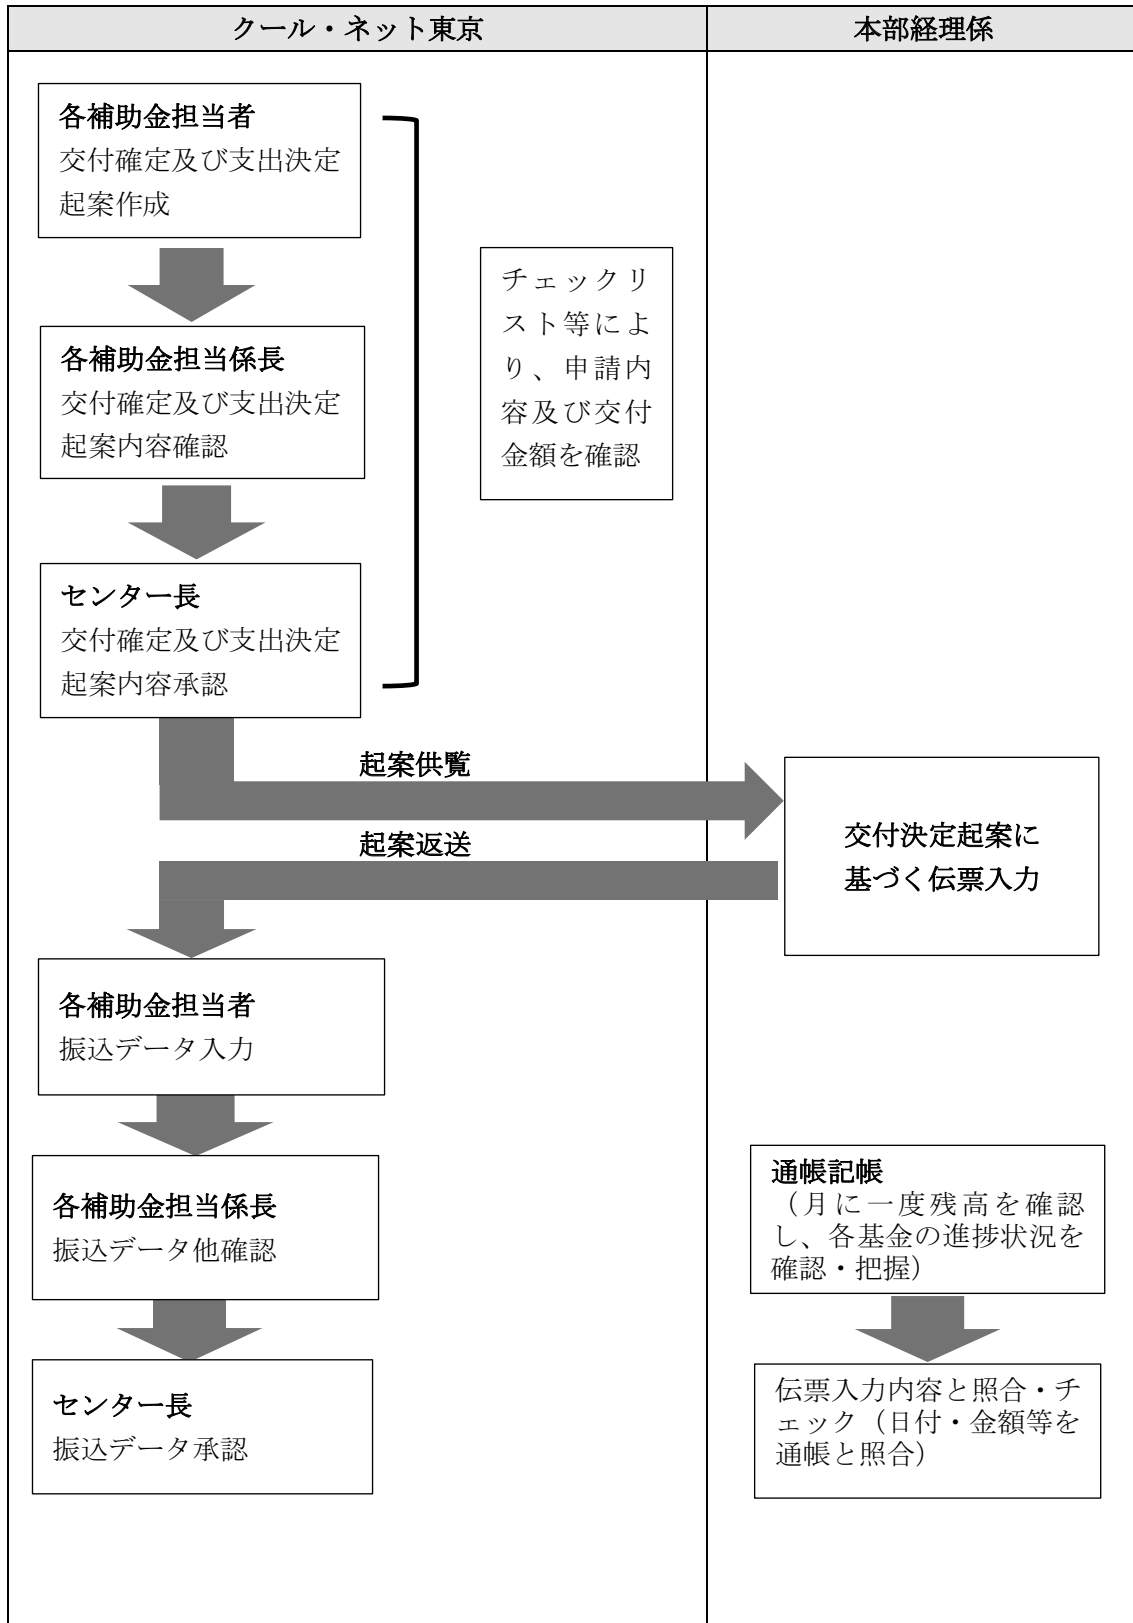 クール・ネット東京
本部経理係
各補助金担当者
交付確定及び支出決定
起案作成
チェックリ
スト等によ
り、申請内
容及び交付
金額を確認
各補助金担当係長
交付確定及び支出決定
起案内容確認
センター長
交付確定及び支出決定
起案内容承認
起案供覧
交付決定起案に
基づく伝票入力
起案返送
各補助金担当者
振込データ入力
各補助金担当係長
振込データ他確認
センター長
振込データ承認
通帳記帳
（月に一度残高を確認
し、各基金の進捗状況を
確認・把握）
伝票入力内容と照合・チ
ェック（日付・金額等を
通帳と照合）